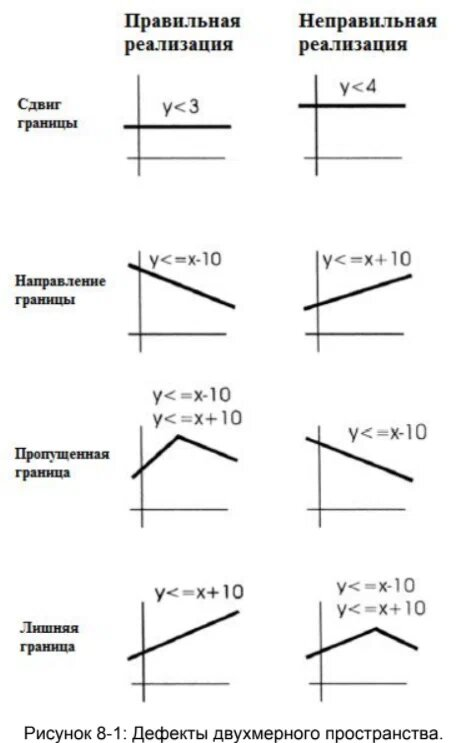 Правильная
реализация
Неправильная
реализация
Сдвиг
границы
y<3
y<4
Направление
границы
y<=x-10
y<=x+10
Пропущенная
граница
y<=x-10
y<=x+10
y<=x-10
Лишняя
граница
y<=x+10
y<=x-10
y<=x+10
Рисунок 8-1: Дефекты двухмерного пространства.